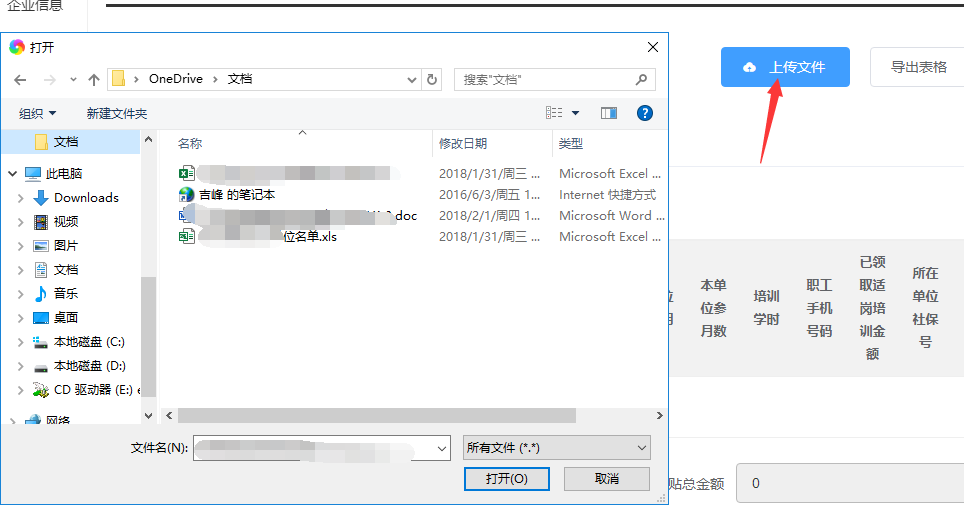 企业信息
打开
OneDrive
文档
搜索"文档"
上传文件
导出表格
组织
新建文件夹
文档
此电脑
Downloads
视频
图片
文档
音乐
桌面
本地磁盘 (C:)
本地磁盘 (D:)
CD 驱动器 (E:)
网络
名称
修改日期
类型
2018/1/31/周三 ...
Microsoft Excel ...
吉峰 的笔记本
2016/6/3/周五 1...
Internet 快捷方式
.doc
2018/2/1/周四 1...
Microsoft Word ...
位名单.xls
2018/1/31/周三 ...
Microsoft Excel ...
本单
位参
月数
培训
学时
职工
手机
号码
已领
取适
岗培
训金
额
所在
单位
社保
号
文件名(N):
所有文件 (*.*)
打开(O)
取消
贴总金额
0